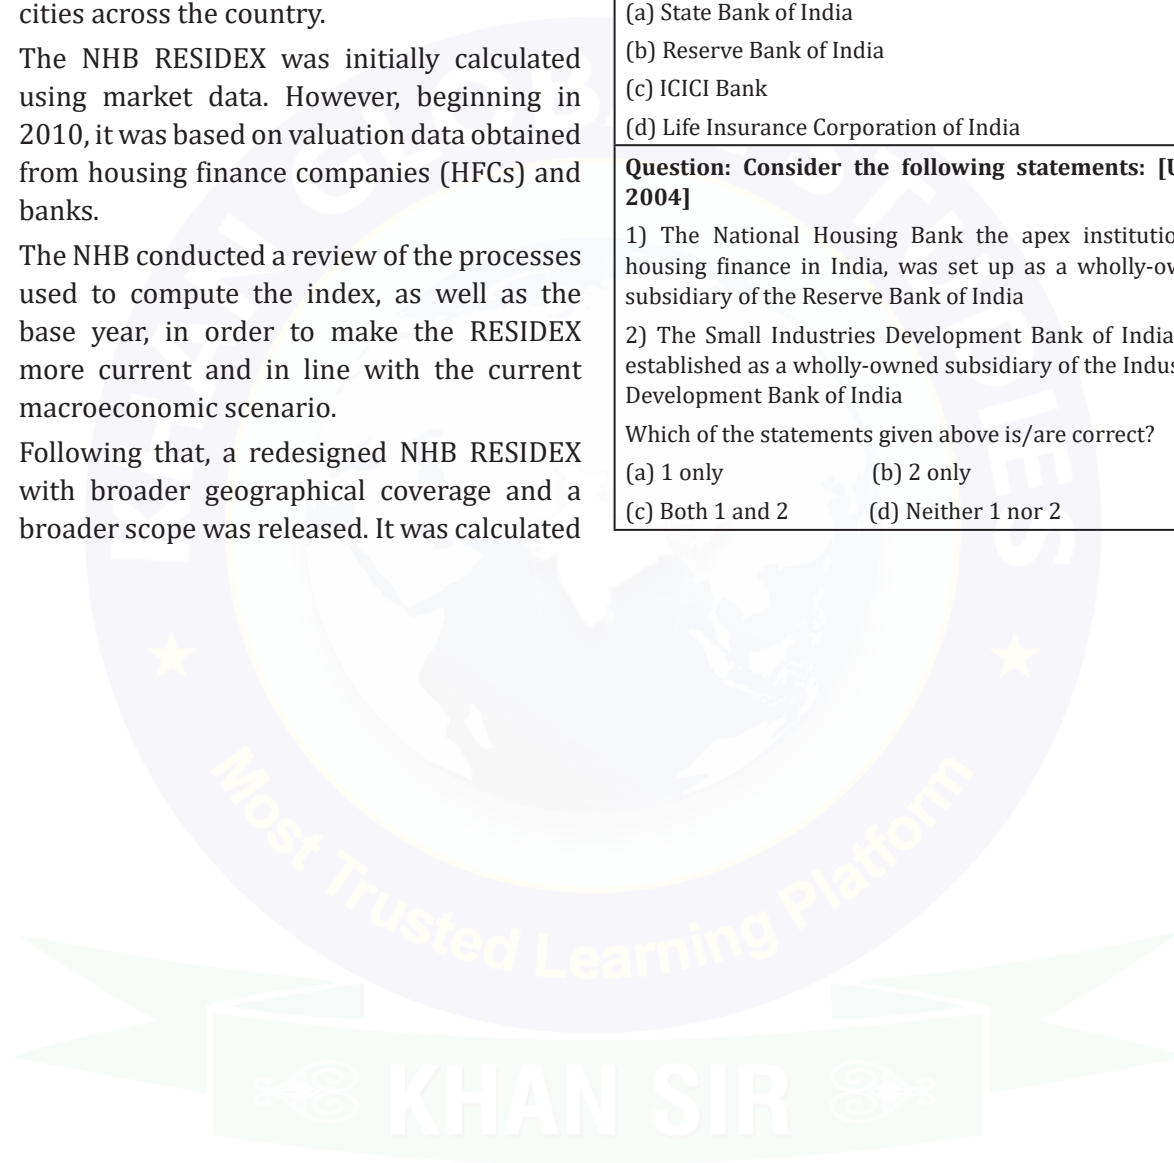 cities across the country.
The NHB RESIDEX was initially calculated
using market data. However, beginning in
2010, it was based on valuation data obtained
from housing finance companies (HFCs) and
banks.
The NHB conducted a review of the processes
used to compute the index, as well as the
base year, in order to make the RESIDEX
more current and in line with the current
macroeconomic scenario.
Following that, a redesigned NHB RESIDEX
with broader geographical coverage and a
broader scope was released. It was calculated
(a) State Bank of India
(b) Reserve Bank of India
(c) ICICI Bank
(d) Life Insurance Corporation of India
Question: Consider the following statements:
2004]
1) The National Housing Bank the apex
housing finance in India, was set up as a
subsidiary of the Reserve Bank of India
2) The Small Industries Development Bank of India
established as a wholly-owned subsidiary of the
Development Bank of India
Which of the statements given above is/are correct?
(a) 1 only (b) 2 only
(c) Both 1 and 2 (d) Neither 1 nor 2
KHAN GLOBAL STUDIES
Most Trusted Learning Platform
KHAN SIR